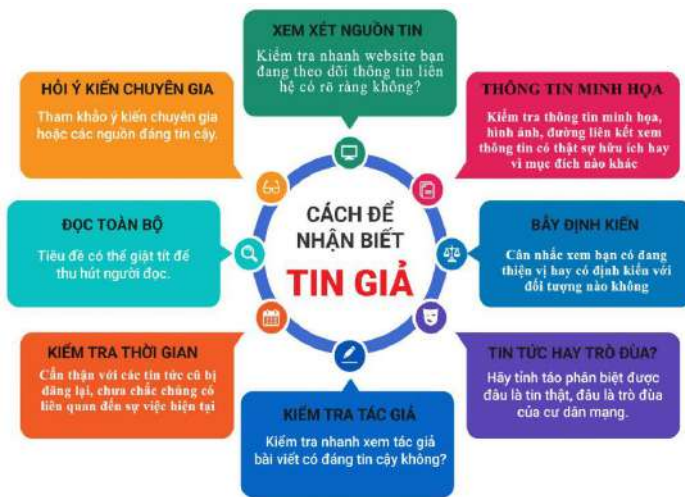 XEM XÉT NGUỒN TIN
Kiểm tra nhanh website bạn
đang theo dõi thông tin liên
hệ có rõ ràng không?
HỎI Ý KIẾN CHUYÊN GIA
Tham khảo ý kiến chuyên gia
hoặc các nguồn đáng tin cậy.
THÔNG TIN MINH HỌA
Kiểm tra thông tin minh họa,
hình ảnh, đường liên kết xem
thông tin có thật sự hữu ích hay
vì mục đích nào khác
CÁCH ĐỂ
NHẬN BIẾT
TIN GIẢ
ĐỌC TOÀN BỘ
Tiêu đề có thể giật tít để
thu hút người đọc.
BẪY ĐỊNH KIẾN
Cân nhắc xem bạn có đang
thiện vị hay có định kiến với
đối tượng nào không
KIỂM TRA THỜI GIAN
Cẩn thận với các tin tức cũ bị
đăng lại, chưa chắc chúng có
liên quan đến sự việc hiện tại
TIN TỨC HAY TRÒ ĐÙA?
Hãy tỉnh táo phân biệt được
đâu là tin thật, đâu là trò đùa
của cư dân mạng.
KIỂM TRA TÁC GIẢ
Kiểm tra nhanh xem tác giả
bài viết có đáng tin cậy không?